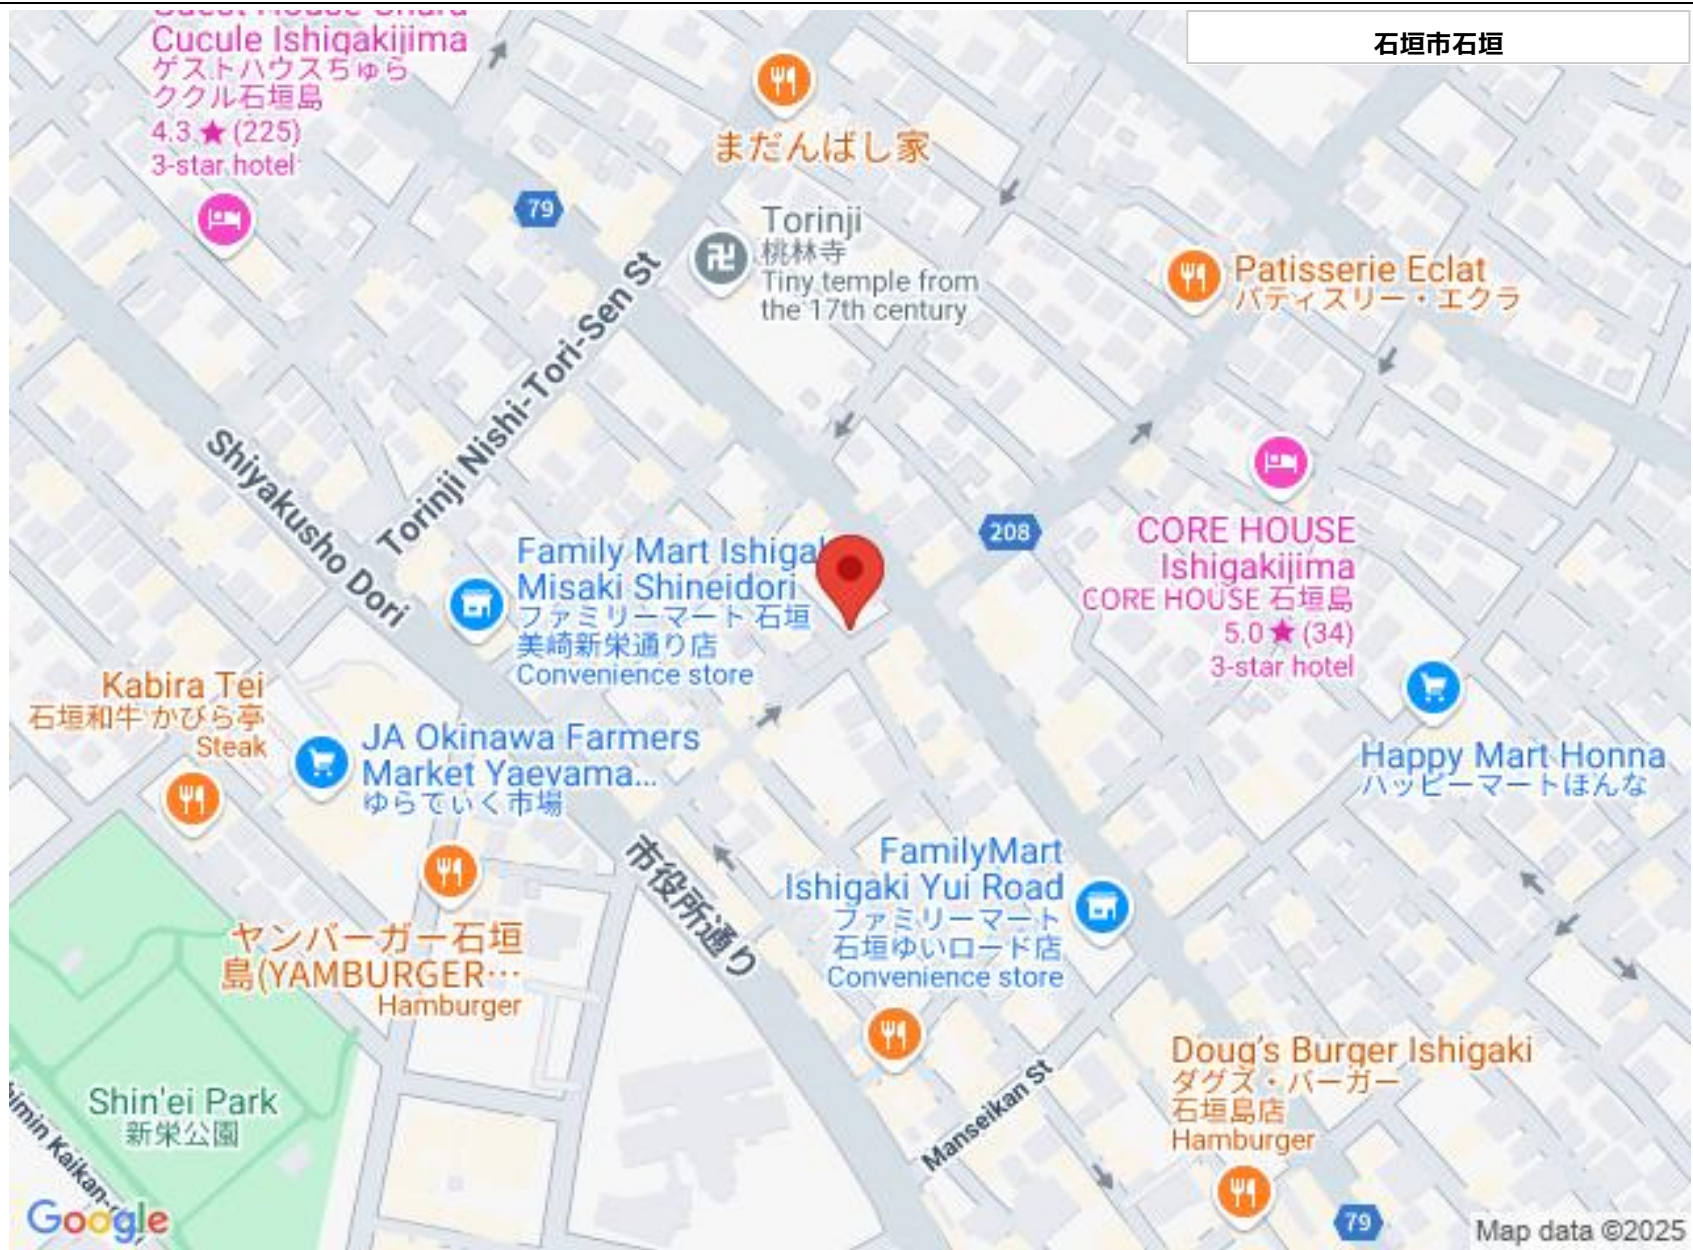 石垣市石垣
Cucule Ishigakijima
ゲストハウスちゅら
ククル石垣島
4.3 ★ (225)
3-star hotel
まだんばし家
79
Torinji
桃林寺
Tiny temple from
the 17th century
Patisserie Eclat
パティスリー・エクラ
Torinji Nishi-Tori-Sen St
Shiyakusho Dori
208
CORE HOUSE
Ishigakijima
CORE HOUSE 石垣島
5.0 ★ (34)
3-star hotel
Family Mart
Misaki Shineidori
ファミリーマート 石垣
美崎新栄通り店
Convenience store
Kabira Tei
石垣和牛 かびら亭
Steak
JA Okinawa Farmers
Market Yaeyama...
ゆらてぃく市場
Happy Mart Honna
ハッピーマートほんな
市役所通り
FamilyMart
Ishigaki Yui Road
ファミリーマート
石垣ゆいロード店
Convenience store
ヤンバーガー石垣
島(YAMBURGER…
Hamburger
Doug's Burger Ishigaki
ダグズ・バーガー
石垣島店
Hamburger
Manseikan St
Shin'ei Park
新栄公園
79
Google
Map data ©2025